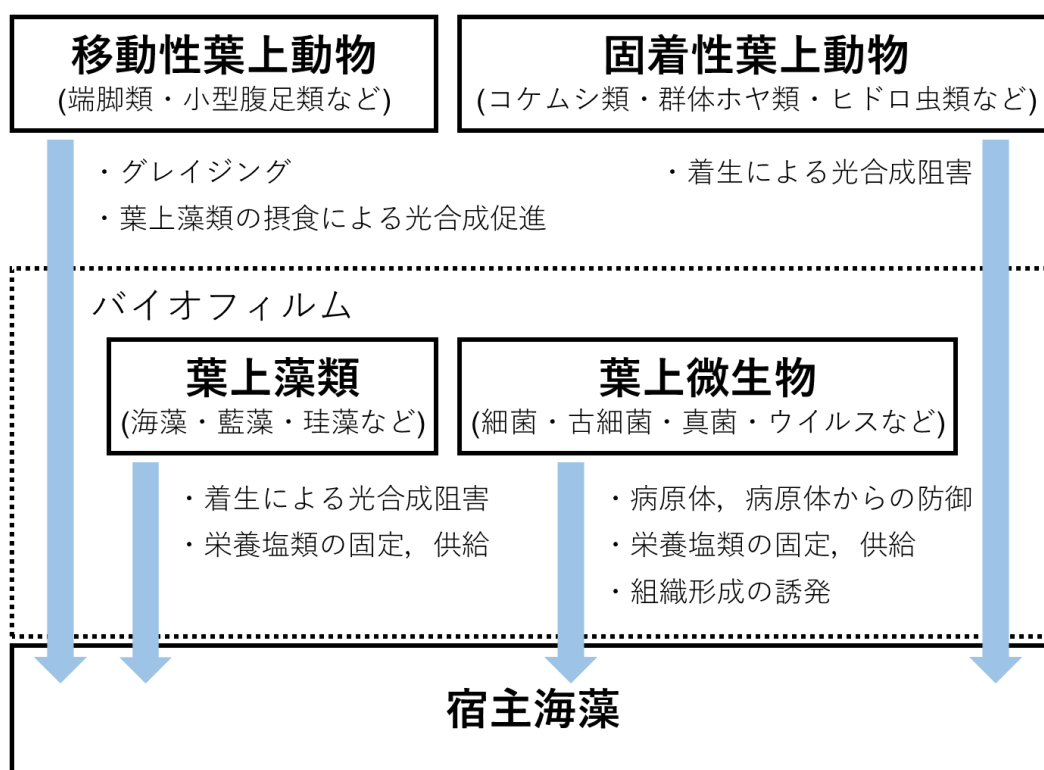 移動性葉上動物
(端脚類・小型腹足類など)
固着性葉上動物
(コケムシ類・群体ホヤ類・ヒドロ虫類など)
・グレイジング
・葉上藻類の摂食による光合成促進
・着生による光合成阻害
バイオフィルム
葉上藻類
(海藻・藍藻・珪藻など)
葉上微生物
(細菌・古細菌・真菌・ウイルスなど)
・着生による光合成阻害
・栄養塩類の固定，供給
・病原体，病原体からの防御
・栄養塩類の固定，供給
・組織形成の誘発
宿主海藻